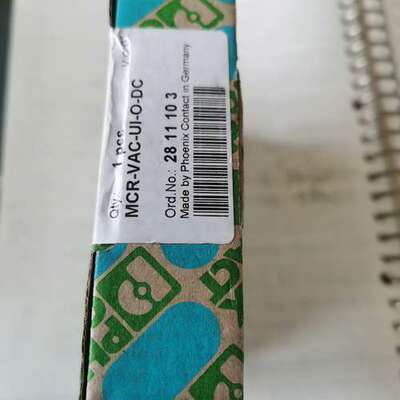 Qty.: 1 pcs.
MCR-VAC-UI-O-DC
Ord.No.: 28 11 10 3
Made by Phoenix Contact in Germany